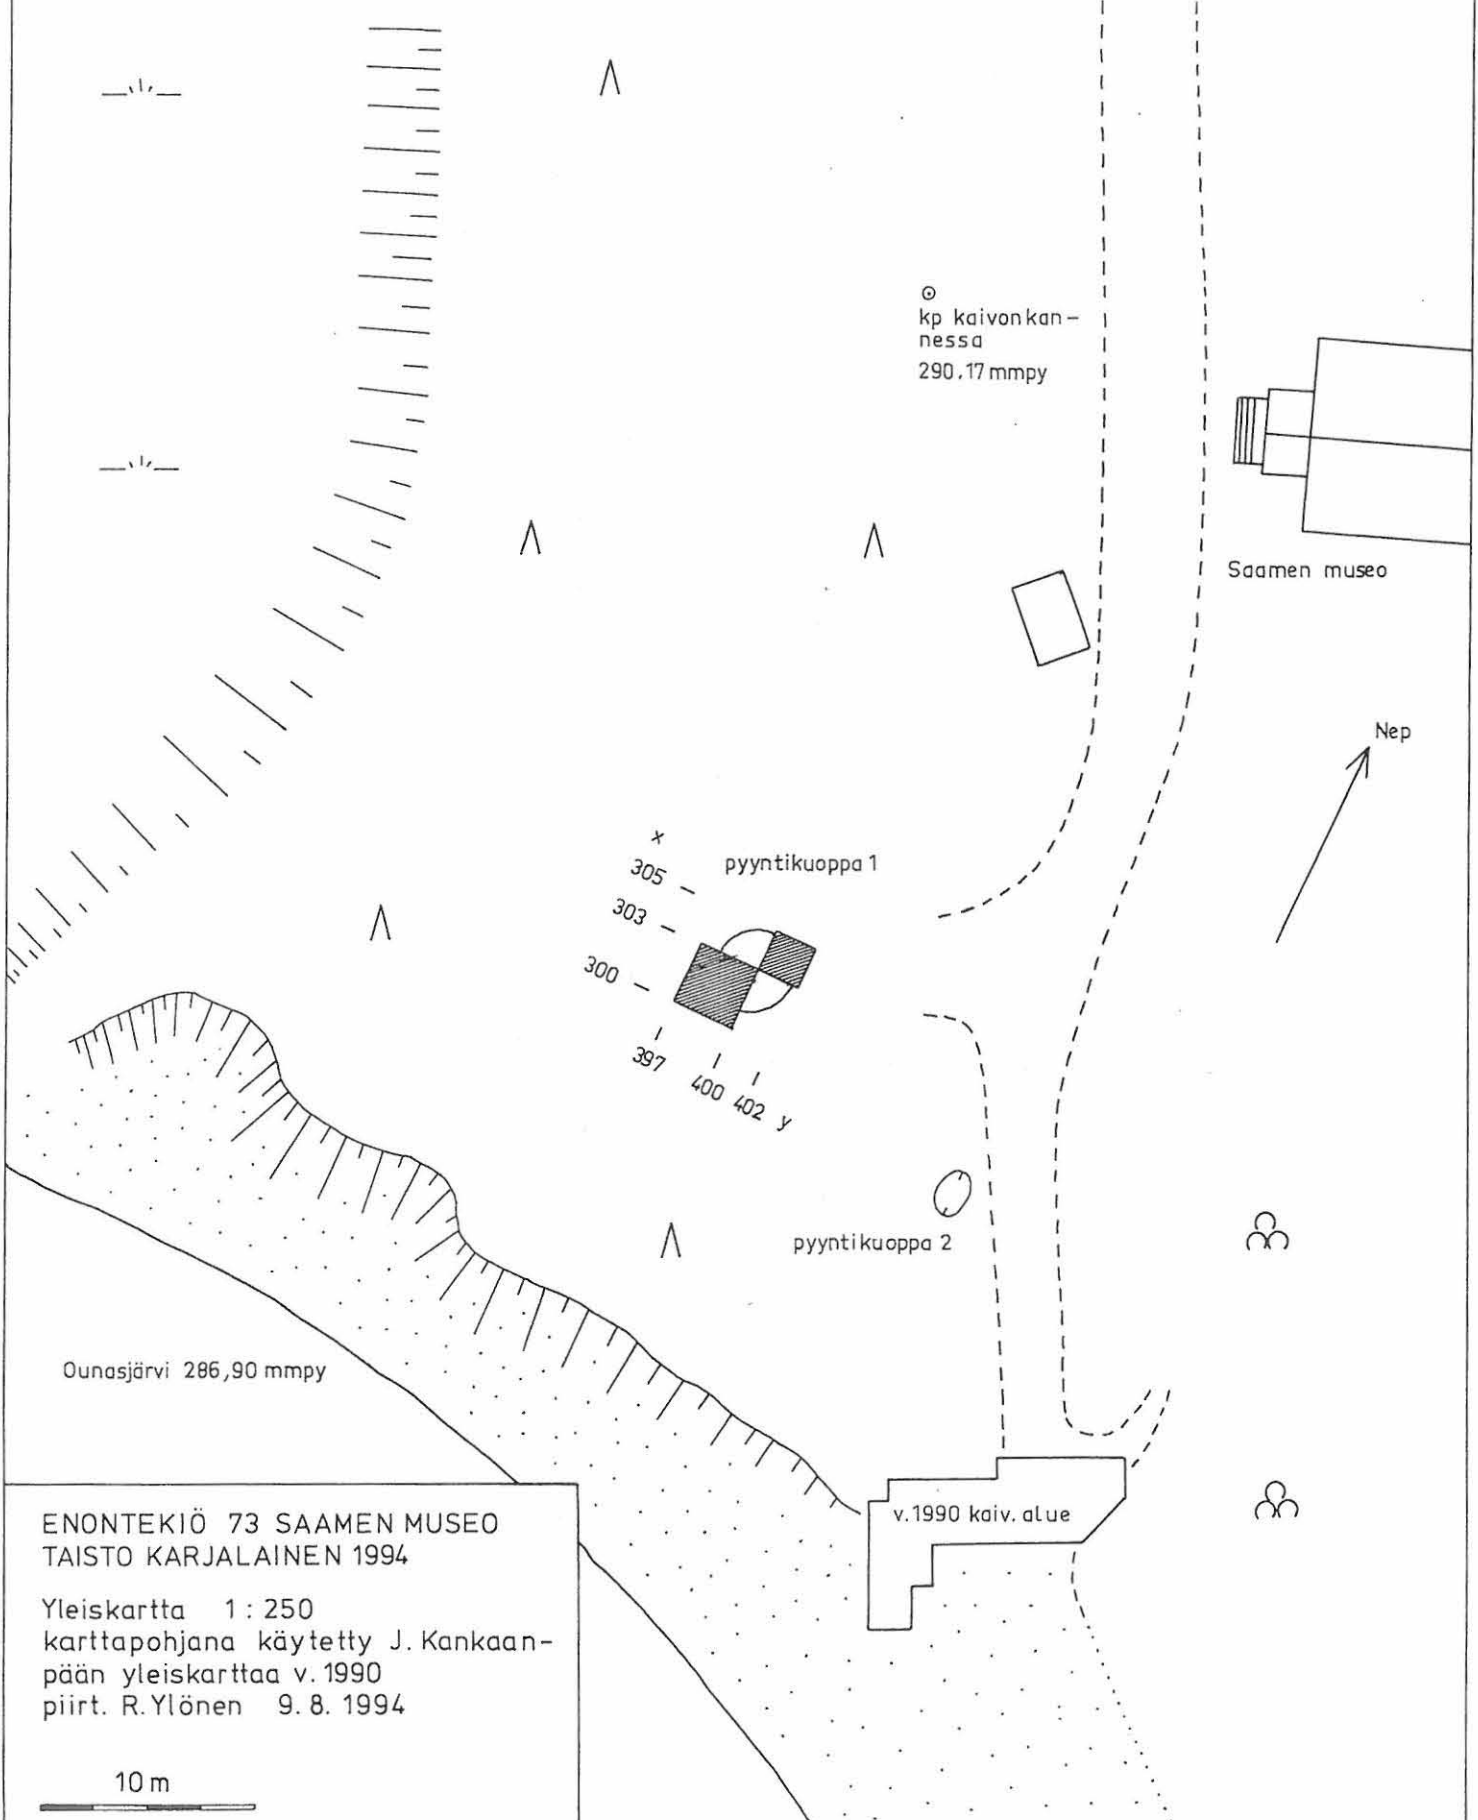 kp kaivonkan-
nessa
290.17 mmpy
Saamen museo
Nep
x
305
303
300
pyyntikuoppa 1
397
400
402 y
pyyntikuoppa 2
Ounasjärvi 286,90 mmpy
v.1990 kaiv. alue
ENONTEKIÖ 73 SAAMEN MUSEO
TAISTO KARJALAINEN 1994
Yleiskartta 1 : 250
karttapohjana käytetty J. Kankaan-
pään yleiskarttaa v. 1990
piirt. R. Ylönen 9. 8. 1994
10 m